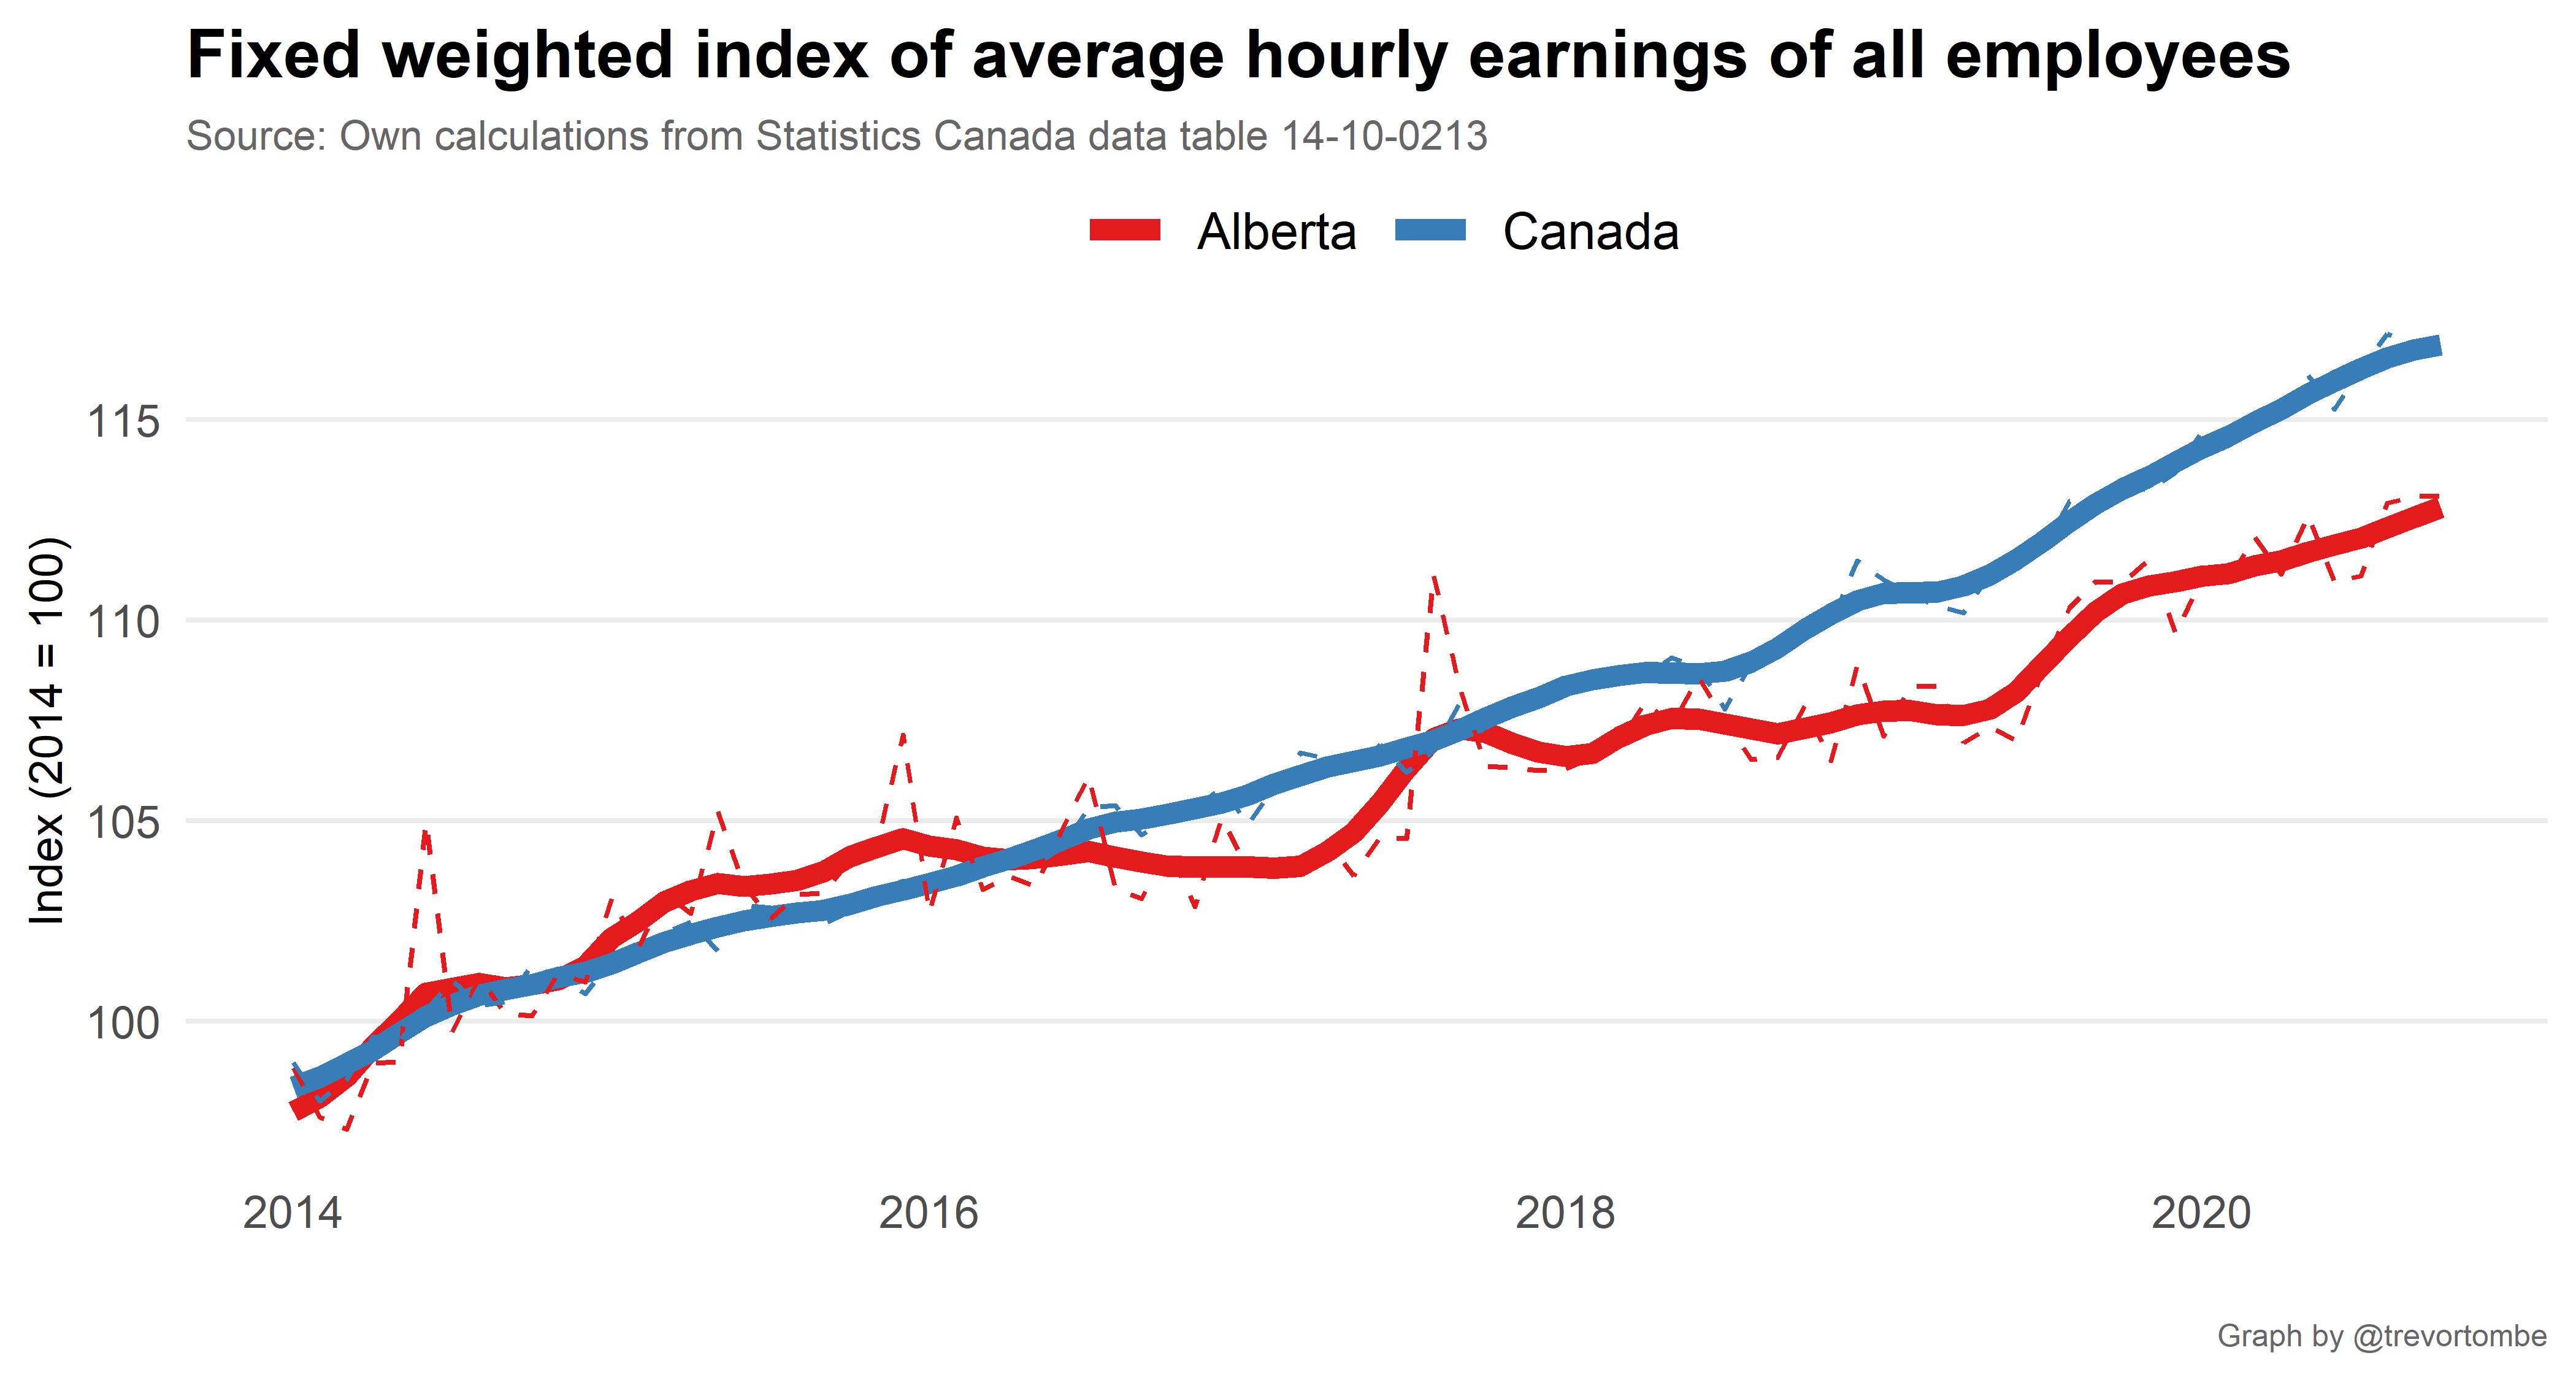 Fixed weighted index of average hourly earnings of all employees
Source: Own calculations from Statistics Canada data table 14-10-0213
Alberta Canada
Index (2014 = 100)
115
110
105
100
2014 2016 2018 2020
Graph by @trevortombe